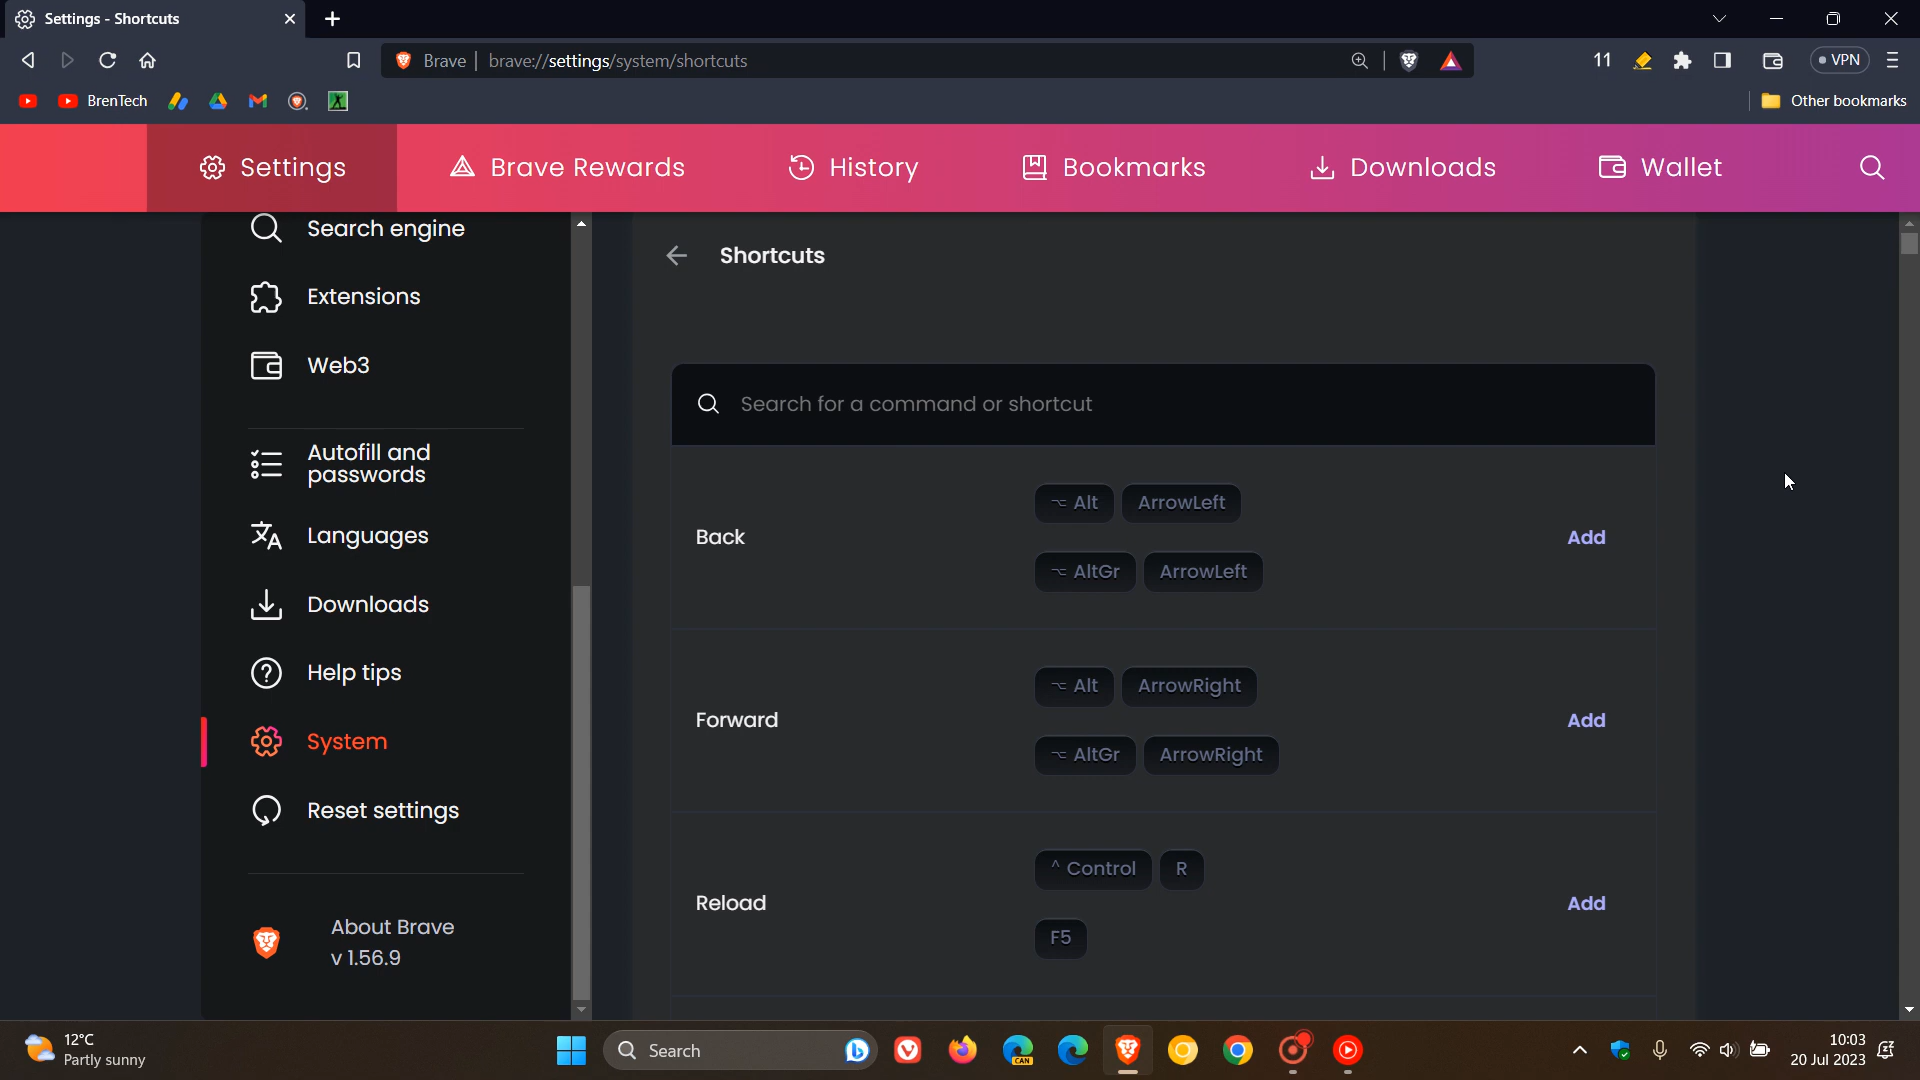 Settings - Shortcuts
Brave | brave://settings/system/shortcuts
11
VPN
BrenTech
Other bookmarks
Settings
Brave Rewards
History
Bookmarks
Downloads
Wallet
Search engine
Extensions
Web3
Autofill and
passwords
Languages
Downloads
Help tips
System
Reset settings
About Brave
v 1.56.9
Shortcuts
Search for a command or shortcut
Back
⌥ Alt ArrowLeft
⌥ AltGr ArrowLeft
Add
Forward
⌥ Alt ArrowRight
⌥ AltGr ArrowRight
Add
Reload
^ Control R
F5
Add
12°C
Partly sunny
Search
CAN
10:03
20 Jul 2023